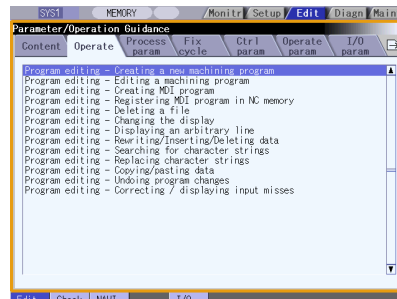 SYS1 MEMORY Monitr Setup Edit Diagn Main
Parameter/Operation Guidance
Content Operate Process param Fix cycle Ctrl param Operate param I/O param
Program editing - Creating a new machining program
Program editing - Editing a machining program
Program editing - Creating MDI program
Program editing - Registering MDI program in NC memory
Program editing - Deleting a file
Program editing - Changing the display
Program editing - Displaying an arbitrary line
Program editing - Rewriting/Inserting/Deleting data
Program editing - Searching for character strings
Program editing - Replacing character strings
Program editing - Copying/pasting data
Program editing - Undoing program changes
Program editing - Correcting / displaying input misses
Edit Check NAVI I/O